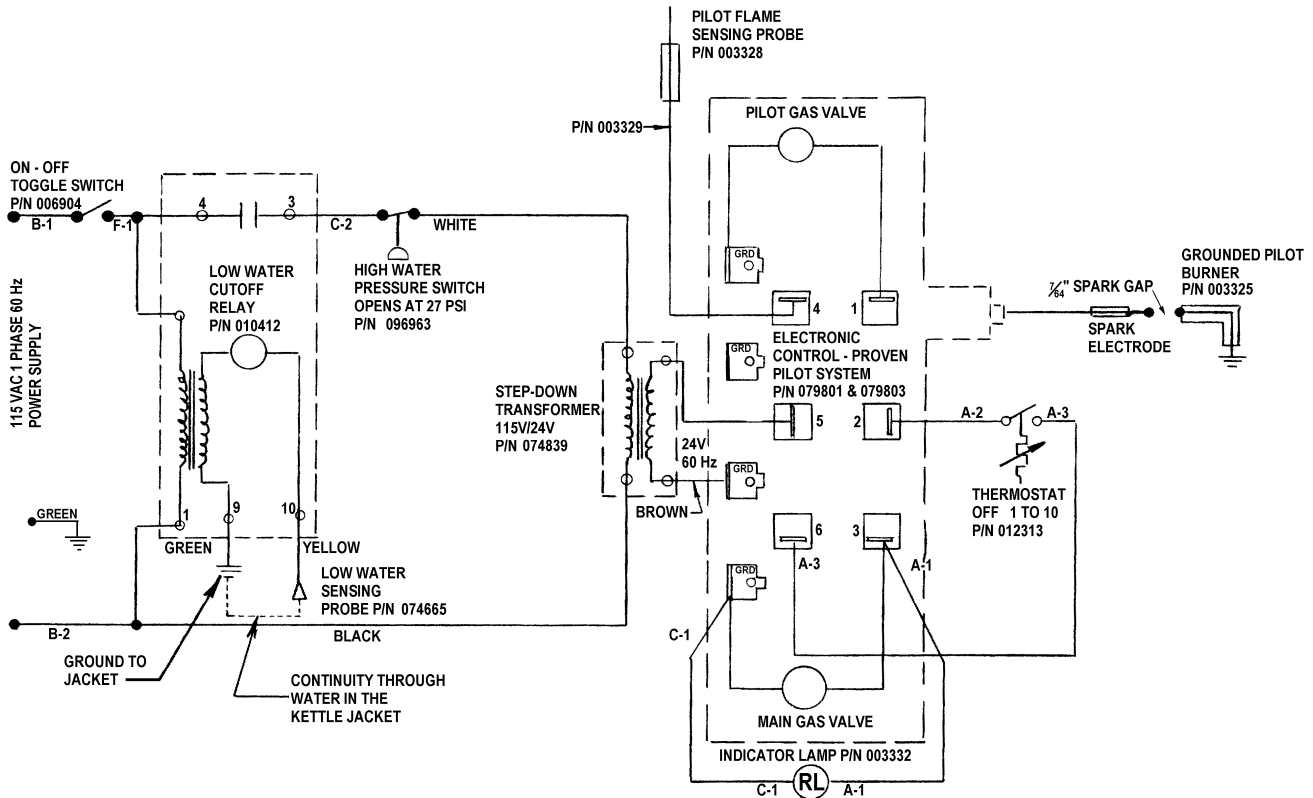 PILOT FLAME
SENSING PROBE
P/N 003328
PILOT GAS VALVE
P/N 003329
ON - OFF
TOGGLE SWITCH
P/N 006904
B-1
F-1
4
3
C-2
WHITE
LOW WATER
CUTOFF
RELAY
P/N 010412
HIGH WATER
PRESSURE SWITCH
OPENS AT 27 PSI
P/N 096963
GRD
4
1
7/64" SPARK GAP
GROUNDED PILOT
BURNER
P/N 003325
SPARK
ELECTRODE
ELECTRONIC
CONTROL - PROVEN
PILOT SYSTEM
P/N 079801 & 079803
GRD
115 VAC 1 PHASE 60 Hz
POWER SUPPLY
STEP-DOWN
TRANSFORMER
115V/24V
P/N 074839
5
2
A-2
A-3
24V
60 Hz
GRD
BROWN
THERMOSTAT
OFF 1 TO 10
P/N 012313
GREEN
1
9
10
GREEN
YELLOW
6
3
A-3
A-1
GRD
LOW WATER
SENSING
PROBE P/N 074665
B-2
BLACK
C-1
GROUND TO
JACKET
CONTINUITY THROUGH
WATER IN THE
KETTLE JACKET
MAIN GAS VALVE
INDICATOR LAMP P/N 003332
C-1
RL
A-1